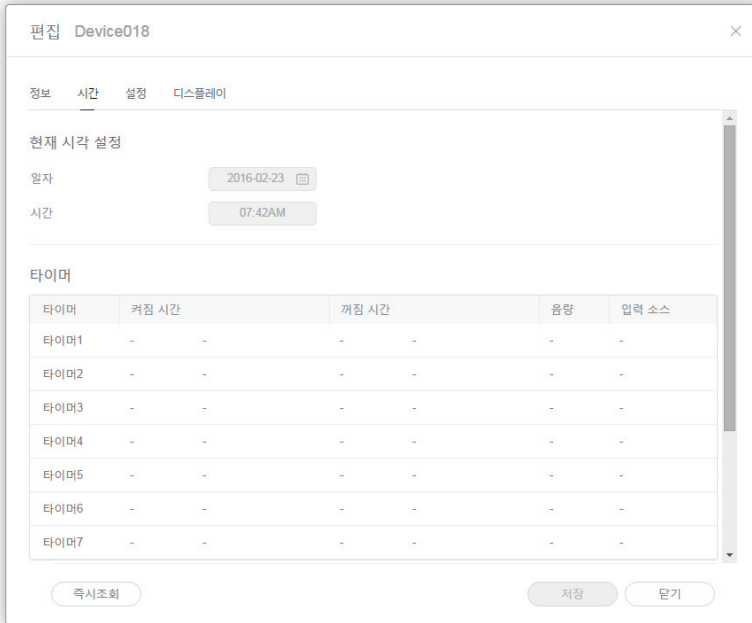 편집 Device018
정보 시간 설정 디스플레이
현재 시각 설정
일자 2016-02-23
시간 07:42AM
타이머
타이머 켜짐 시간 꺼짐 시간 음량 입력 소스
타이머1 - - - - - -
타이머2 - - - - - -
타이머3 - - - - - -
타이머4 - - - - - -
타이머5 - - - - - -
타이머6 - - - - - -
타이머7 - - - - - -
즉시조회 저장 닫기